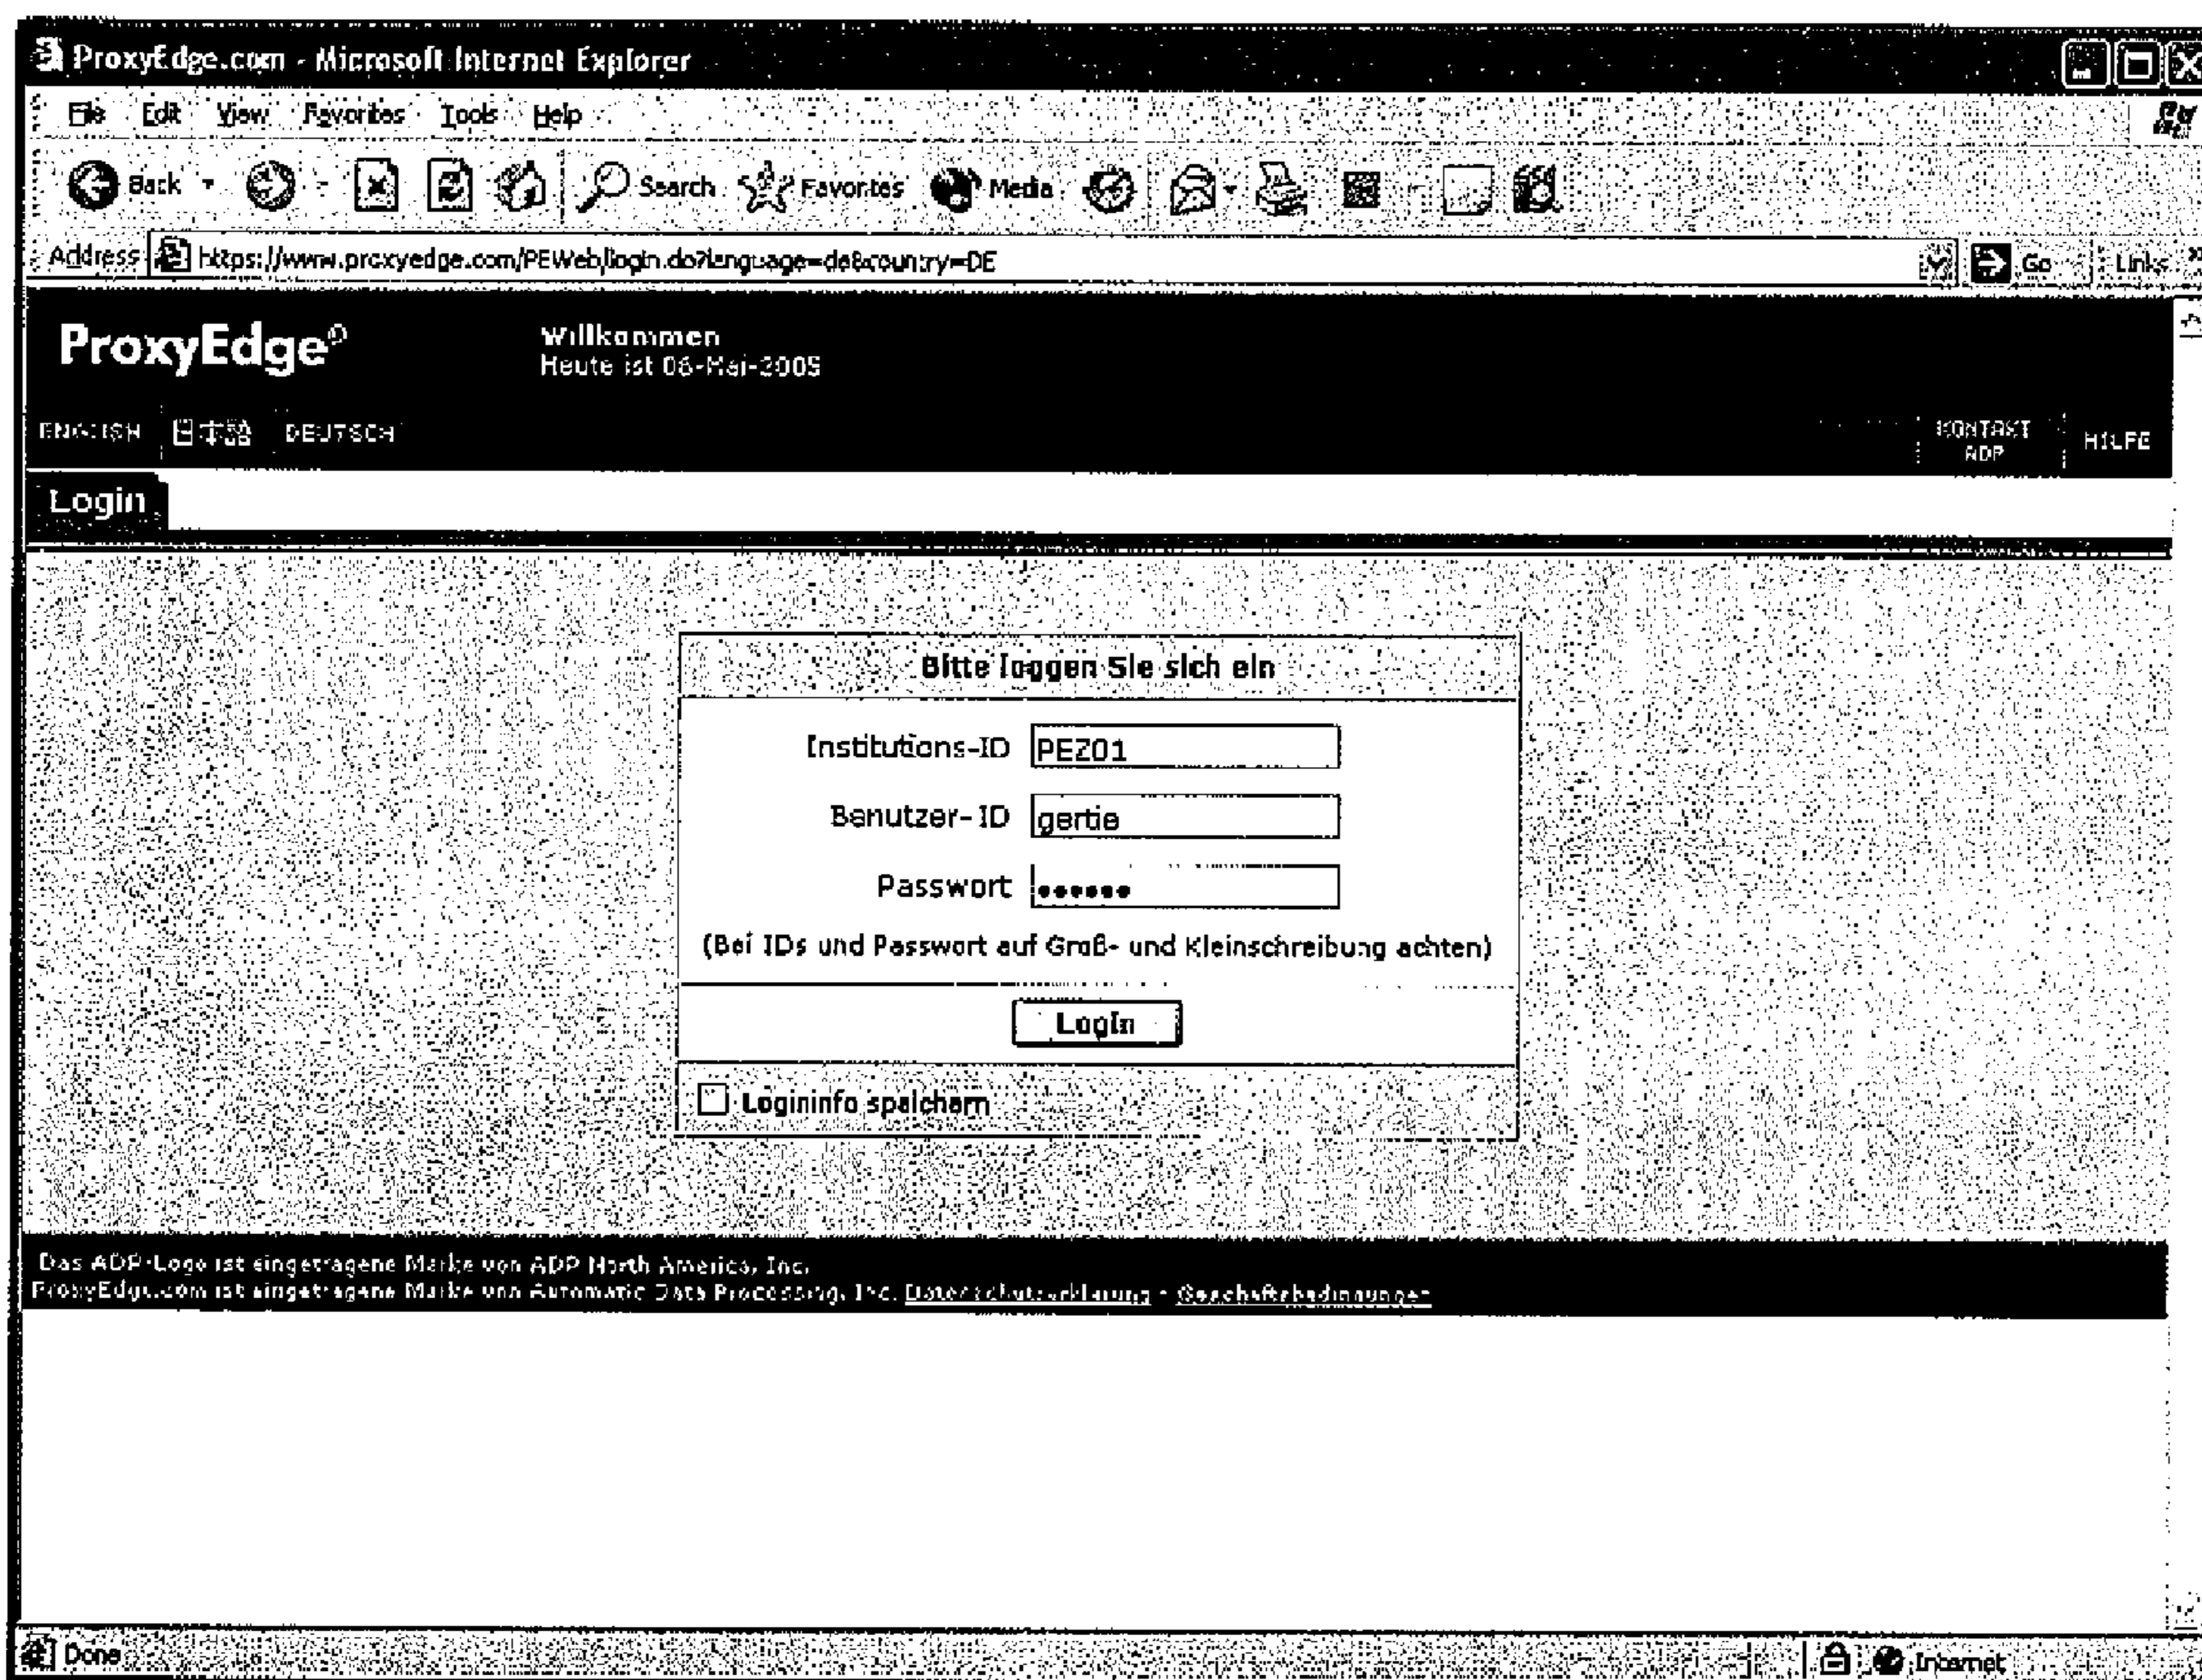 ProxyEdge.com - Microsoft Internet Explorer
File Edit View Favorites Tools Help
Back Search Favorites Media
Address https://www.proxyedge.com/PEWeb/login.do?language=de&country=DE Go Links »
ProxyEdge®
Willkommen
Heute ist 06-Mai-2005
ENGLISH 日本語 DEUTSCH KONTAKT ADP HILFE
Login
Bitte loggen Sie sich ein
Institutions-ID PEZ01
Benutzer-ID gertie
Passwort ••••••
(Bei IDs und Passwort auf Groß- und Kleinschreibung achten)
Login
Logininfo speichern
Das ADP-Logo ist eingetragene Marke von ADP North America, Inc.
ProxyEdge.com ist eingetragene Marke von Automatic Data Processing, Inc. Datenschutzerklärung - Geschäftsbedingungen
Done Internet